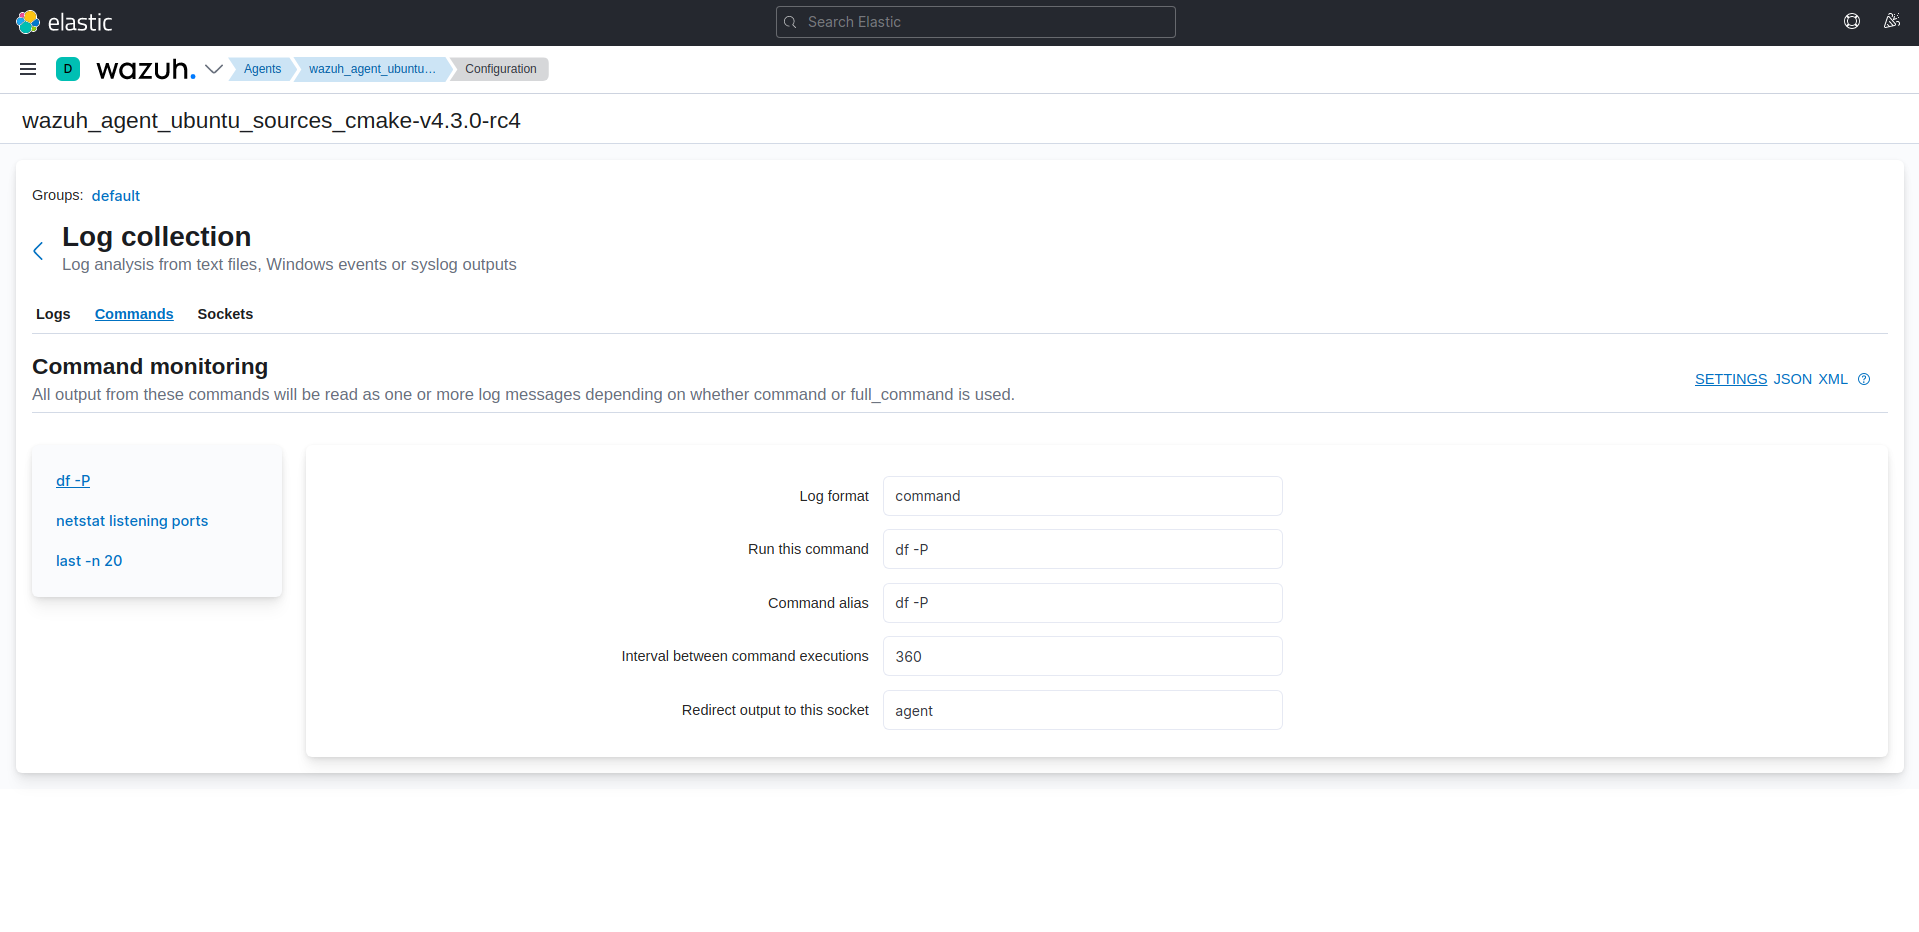 elastic
Search Elastic
D
wazuh.
Agents
wazuh_agent_ubuntu…
Configuration
wazuh_agent_ubuntu_sources_cmake-v4.3.0-rc4
Groups: default
Log collection
Log analysis from text files, Windows events or syslog outputs
Logs
Commands
Sockets
Command monitoring
All output from these commands will be read as one or more log messages depending on whether command or full_command is used.
SETTINGS JSON XML
df -P
netstat listening ports
last -n 20
Log format
command
Run this command
df -P
Command alias
df -P
Interval between command executions
360
Redirect output to this socket
agent